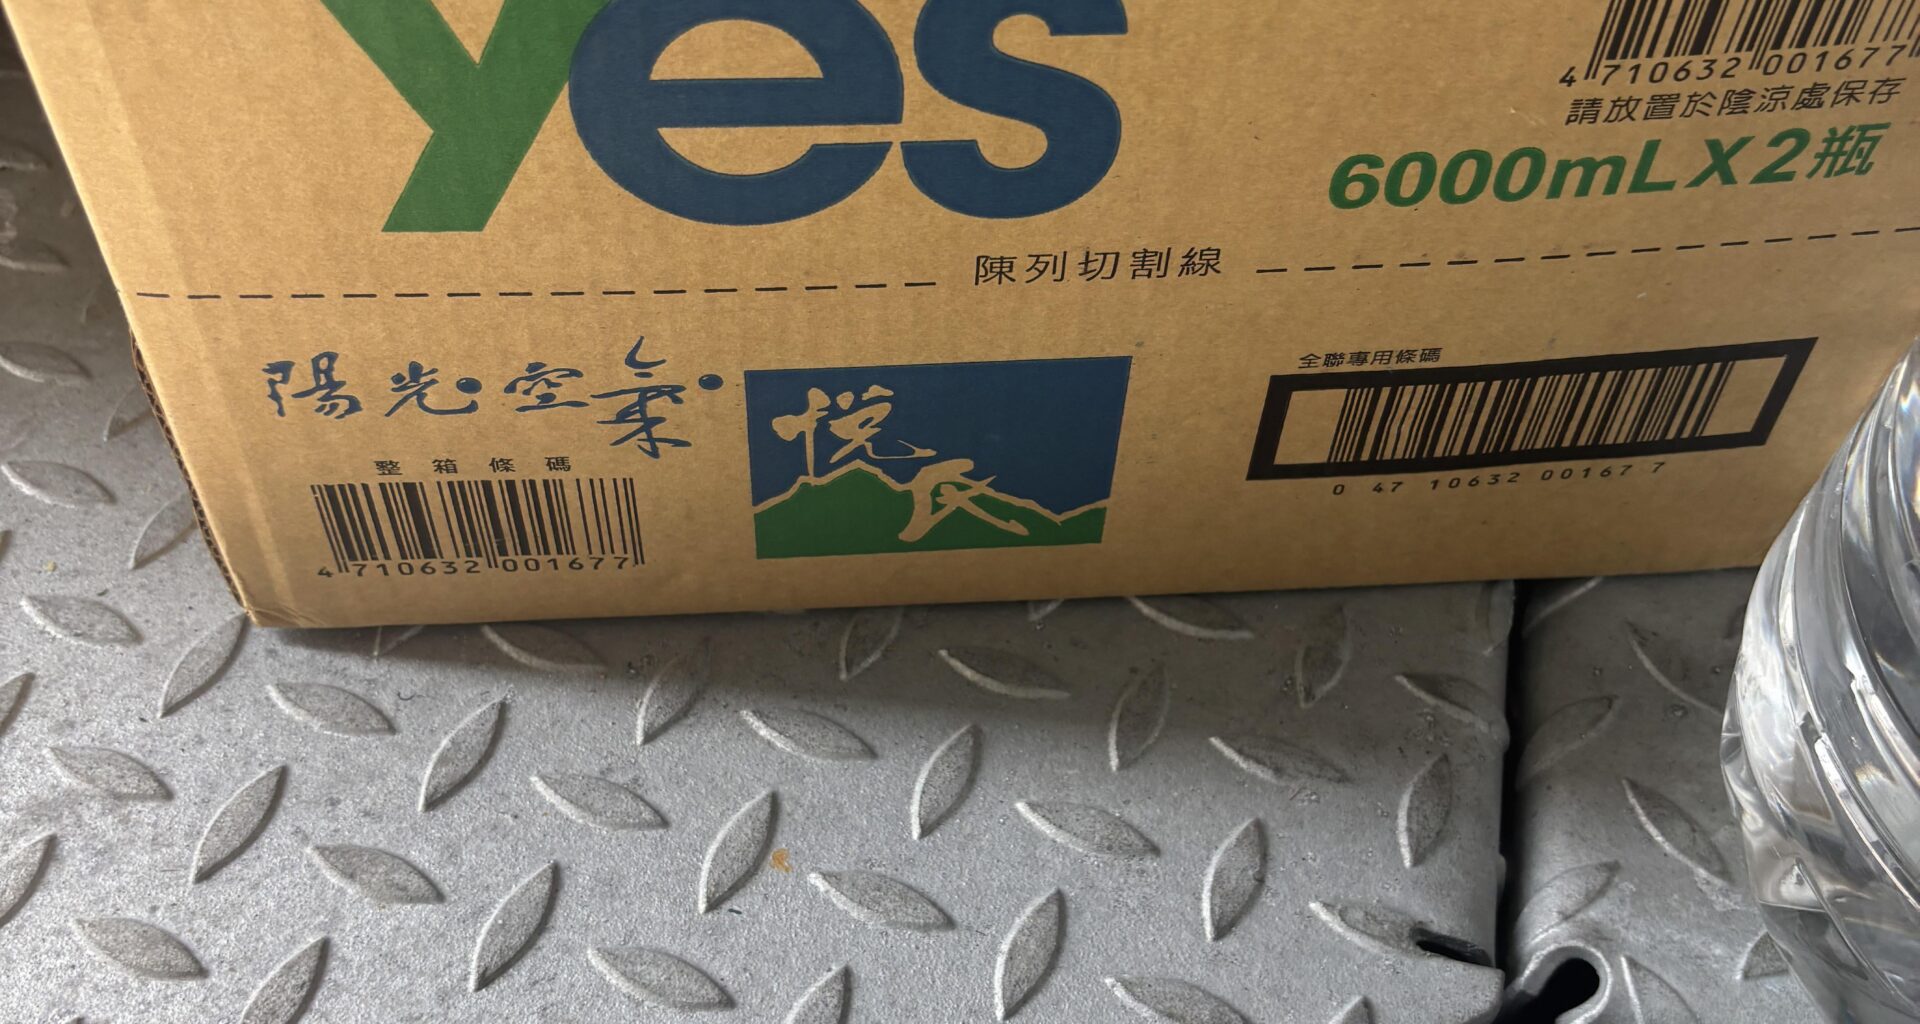 yes
4 710632 001677
請放置於陰涼處保存
6000mLX2瓶
陳列切割線
陽光•空氣•
悅氏
全聯專用條碼
0 47 10632 00167 7
整箱條碼
4 710632 001677